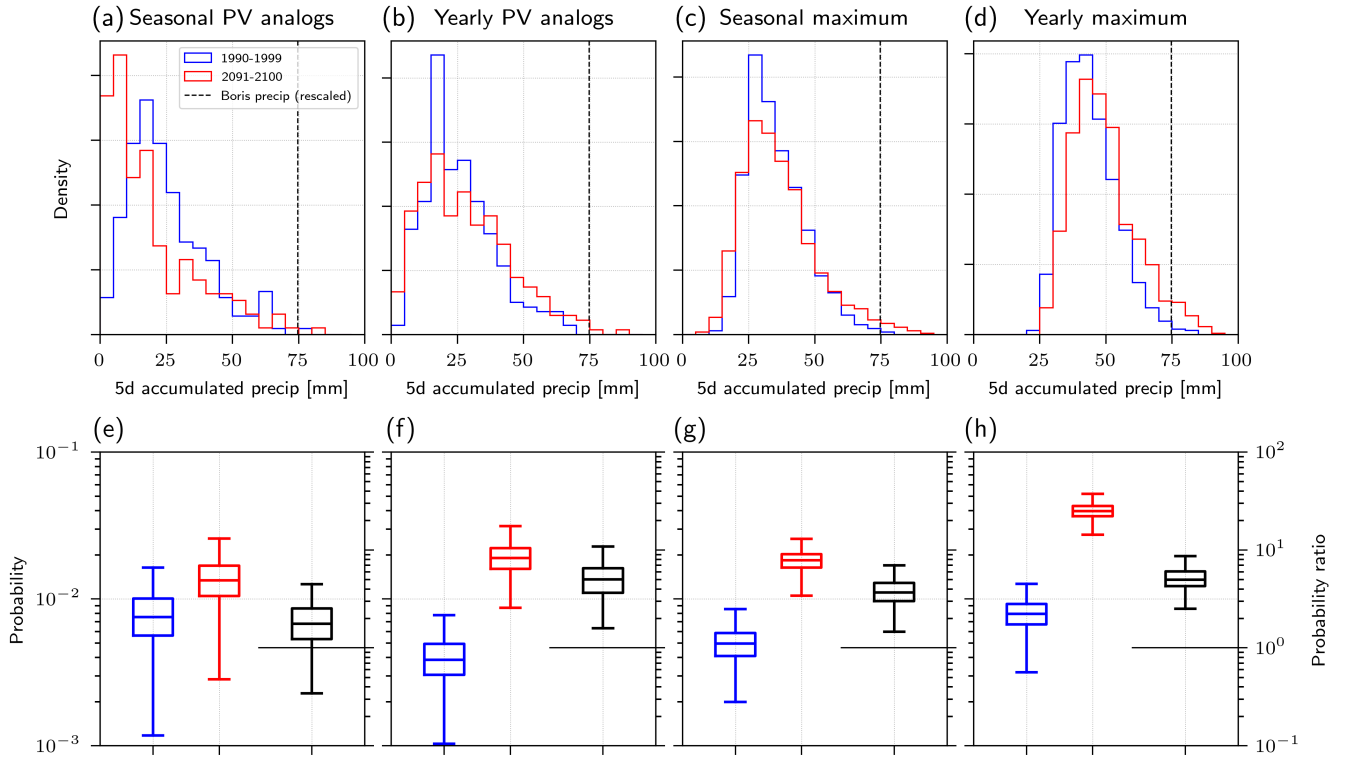 (a) Seasonal PV analogs
(b) Yearly PV analogs
(c) Seasonal maximum
(d) Yearly maximum
1990-1999
2091-2100
Boris precip (rescaled)
Density
0 25 50 75 100
0 25 50 75 100
0 25 50 75 100
0 25 50 75 100
5d accumulated precip [mm]
5d accumulated precip [mm]
5d accumulated precip [mm]
5d accumulated precip [mm]
(e)
(f)
(g)
(h)
Probability
10⁻¹
10⁻²
10⁻³
10²
10¹
10⁰
10⁻¹
Probability ratio